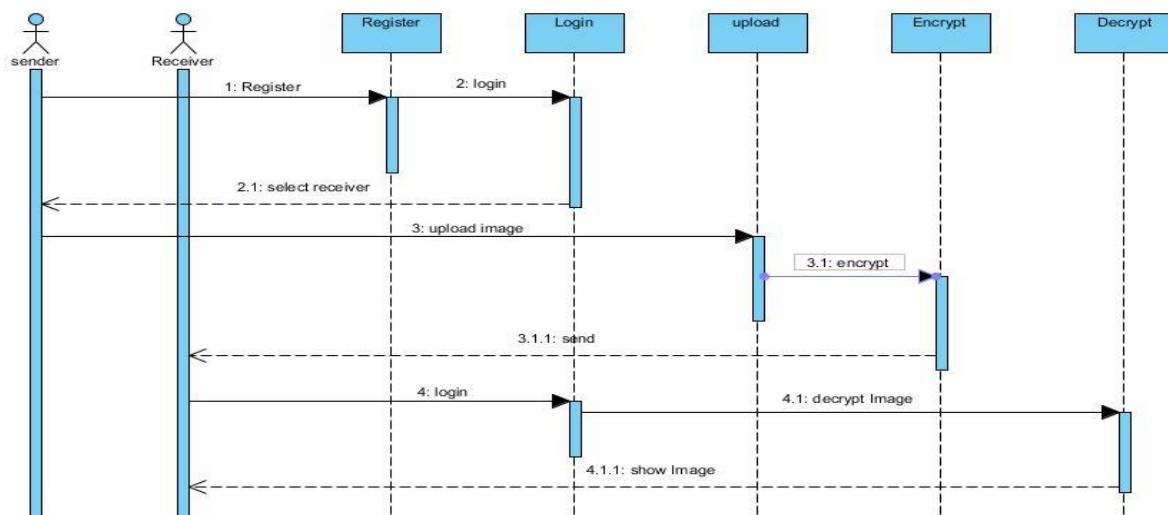 sender
Receiver
Register
Login
upload
Encrypt
Decrypt
1: Register
2: login
2.1: select receiver
3: upload image
3.1: encrypt
3.1.1: send
4: login
4.1: decrypt Image
4.1.1: show Image